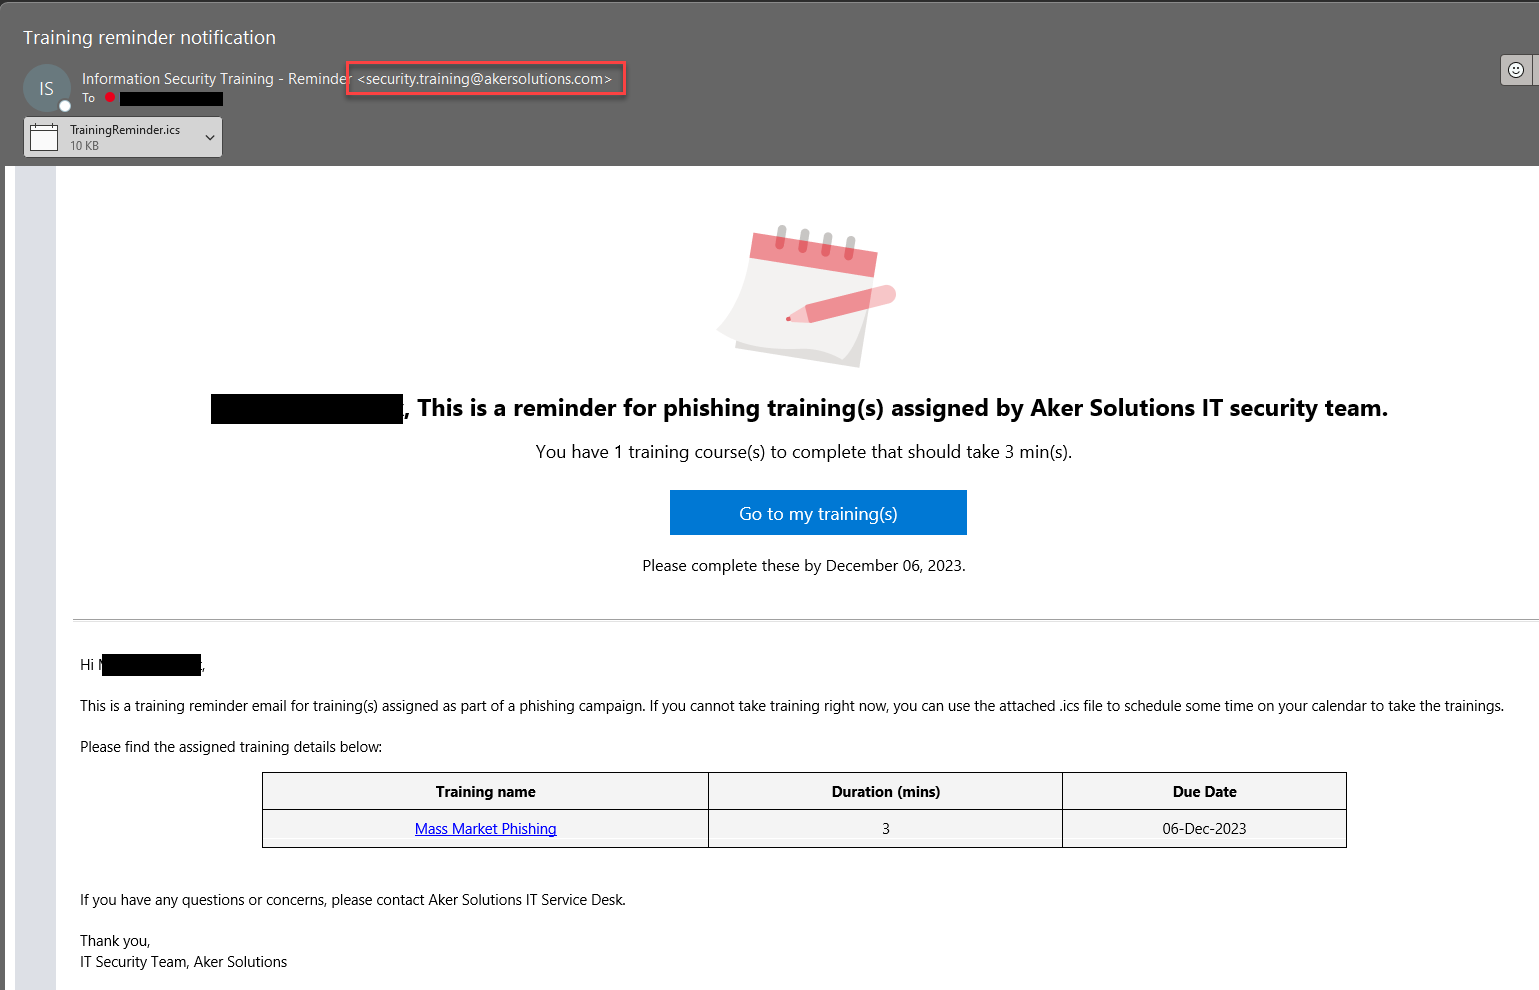 Training reminder notification
IS
Information Security Training - Reminder <security.training@akersolutions.com>
To
TrainingReminder.ics
10 KB
, This is a reminder for phishing training(s) assigned by Aker Solutions IT security team.
You have 1 training course(s) to complete that should take 3 min(s).
Go to my training(s)
Please complete these by December 06, 2023.
Hi
This is a training reminder email for training(s) assigned as part of a phishing campaign. If you cannot take training right now, you can use the attached .ics file to schedule some time on your calendar to take the trainings.
Please find the assigned training details below:
Training name Duration (mins) Due Date
Mass Market Phishing 3 06-Dec-2023
If you have any questions or concerns, please contact Aker Solutions IT Service Desk.
Thank you,
IT Security Team, Aker Solutions